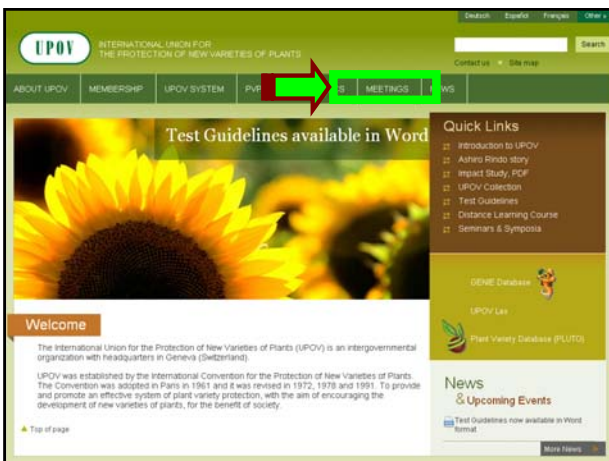 Deutsch Español Français Other
UPOV
INTERNATIONAL UNION FOR
THE PROTECTION OF NEW VARIETIES OF PLANTS
Search
Contact us Site map
ABOUT UPOV MEMBERSHIP UPOV SYSTEM MEETINGS
Test Guidelines available in Word
Quick Links
Introduction to UPOV
Ashiro Rindo story
Impact Study, PDF
UPOV Collection
Test Guidelines
Distance Learning Course
Seminars & Symposia
GENIE Database
UPOV Lex
Plant Variety Database (PLUTO)
Welcome
The International Union for the Protection of New Varieties of Plants (UPOV) is an intergovernmental
organization with headquarters in Geneva (Switzerland).
UPOV was established by the International Convention for the Protection of New Varieties of Plants.
The Convention was adopted in Paris in 1961 and it was revised in 1972, 1978 and 1991. To provide
and promote an effective system of plant variety protection, with the aim of encouraging the
development of new varieties of plants, for the benefit of society.
Top of page
News
& Upcoming Events
Test Guidelines now available in Word
format
More News